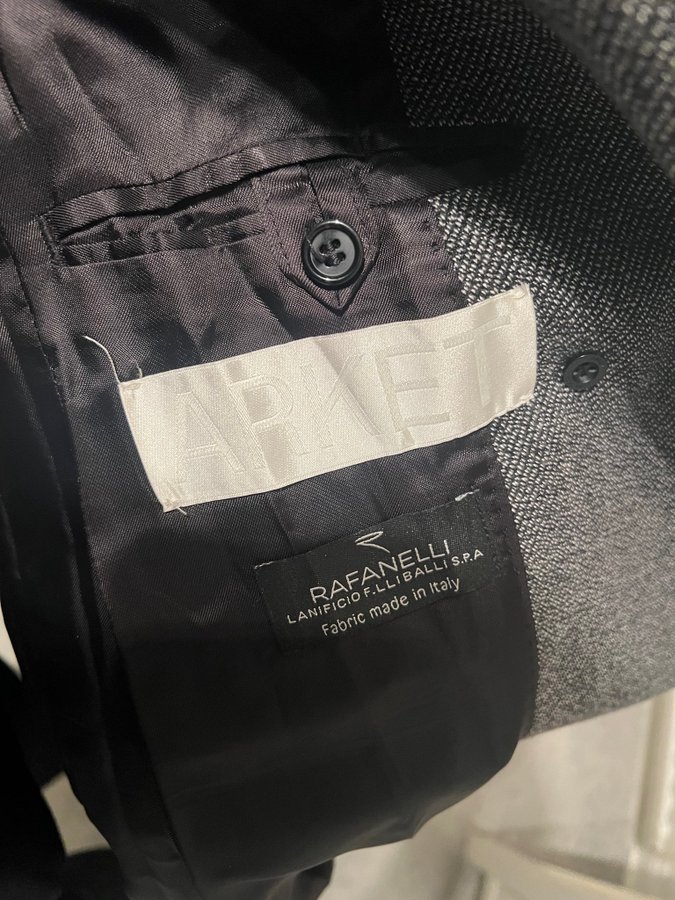 ARKET
RAFANELLI
LANIFICIO F.LLI BALLI S.P.A
Fabric made in Italy